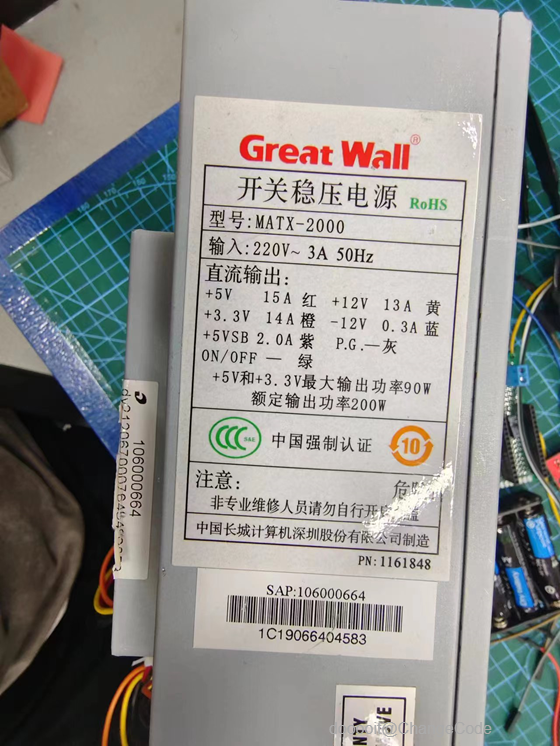 Great Wall®
开关稳压电源 RoHS
型号:MATX-2000
输入:220V~ 3A 50Hz
直流输出:
+5V 15A 红 +12V 13A 黄
+3.3V 14A 橙 -12V 0.3A 蓝
+5VSB 2.0A 紫 P.G.—灰
ON/OFF — 绿
+5V和+3.3V最大输出功率90W
额定输出功率200W
CCC S&E 中国强制认证 10
注意: 危险
非专业维修人员请勿自行开启
中国长城计算机深圳股份有限公司制造
PN:1161848
SAP:106000664
1C19066404583
106000664